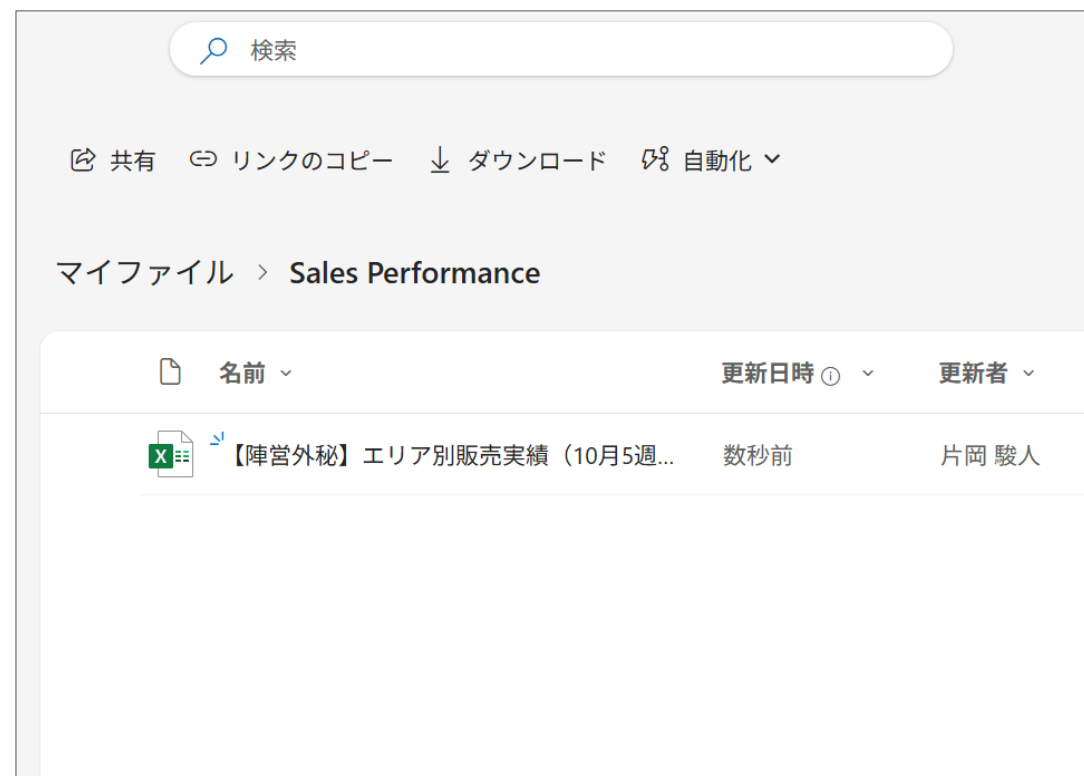 検索
共有 リンクのコピー ダウンロード 自動化
マイファイル > Sales Performance
名前 更新日時 更新者
【陣営外秘】エリア別販売実績（10月5週... 数秒前 片岡 駿人